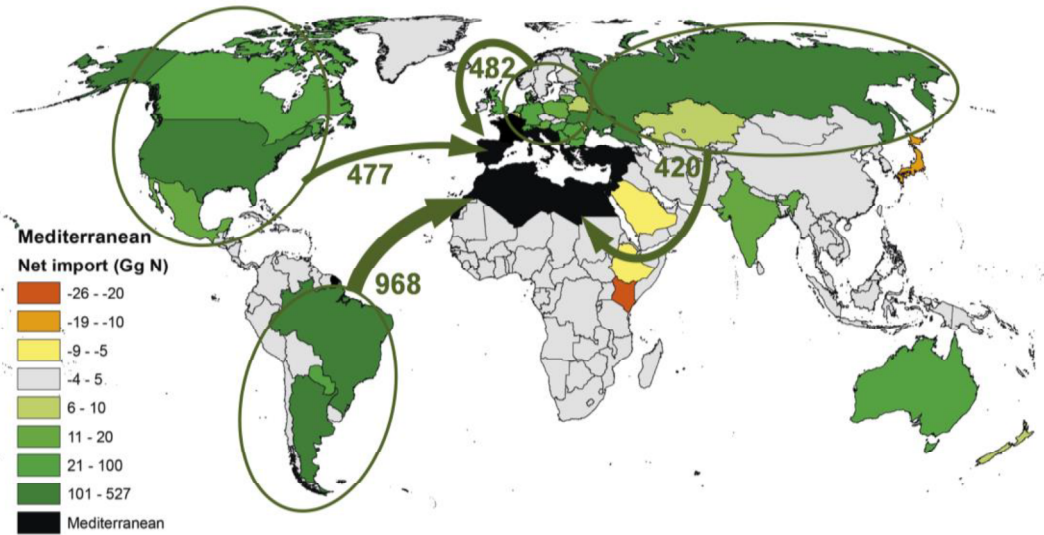 482
477
420
968
Mediterranean
Net import (Gg N)
-26 - -20
-19 - -10
-9 - -5
-4 - 5
6 - 10
11 - 20
21 - 100
101 - 527
Mediterranean